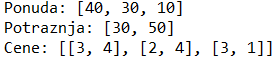 Ponuda: [40, 30, 10]
Potraznja: [30, 50]
Cene: [[3, 4], [2, 4], [3, 1]]